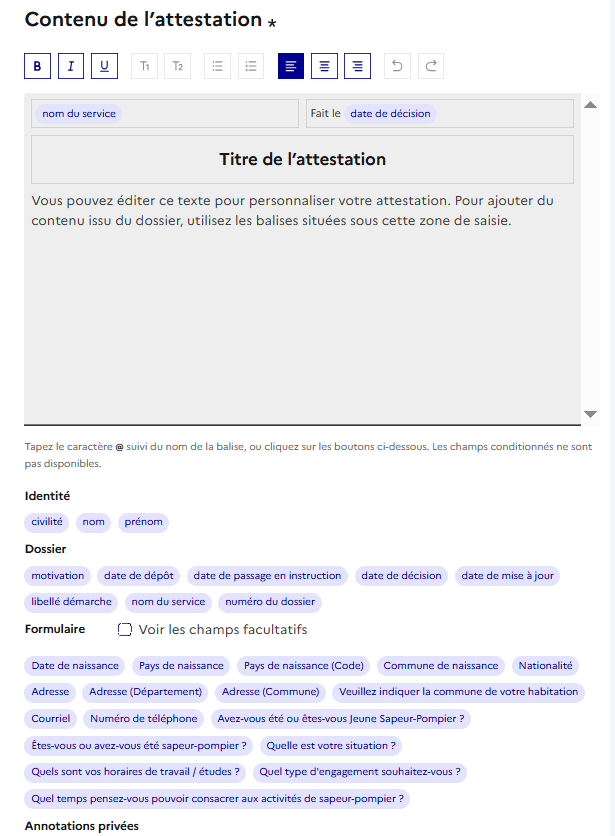 Contenu de l’attestation *
B I U T1 T2
nom du service Fait le date de décision
Titre de l’attestation
Vous pouvez éditer ce texte pour personnaliser votre attestation. Pour ajouter du
contenu issu du dossier, utilisez les balises situées sous cette zone de saisie.
Tapez le caractère @ suivi du nom de la balise, ou cliquez sur les boutons ci-dessous. Les champs conditionnés ne sont
pas disponibles.
Identité
civilité nom prénom
Dossier
motivation date de dépôt date de passage en instruction date de décision date de mise à jour
libellé démarche nom du service numéro du dossier
Formulaire Voir les champs facultatifs
Date de naissance Pays de naissance Pays de naissance (Code) Commune de naissance Nationalité
Adresse Adresse (Département) Adresse (Commune) Veuillez indiquer la commune de votre habitation
Courriel Numéro de téléphone Avez-vous été ou êtes-vous Jeune Sapeur-Pompier ?
Êtes-vous ou avez-vous été sapeur-pompier ? Quelle est votre situation ?
Quels sont vos horaires de travail / études ? Quel type d'engagement souhaitez-vous ?
Quel temps pensez-vous pouvoir consacrer aux activités de sapeur-pompier ?
Annotations privées